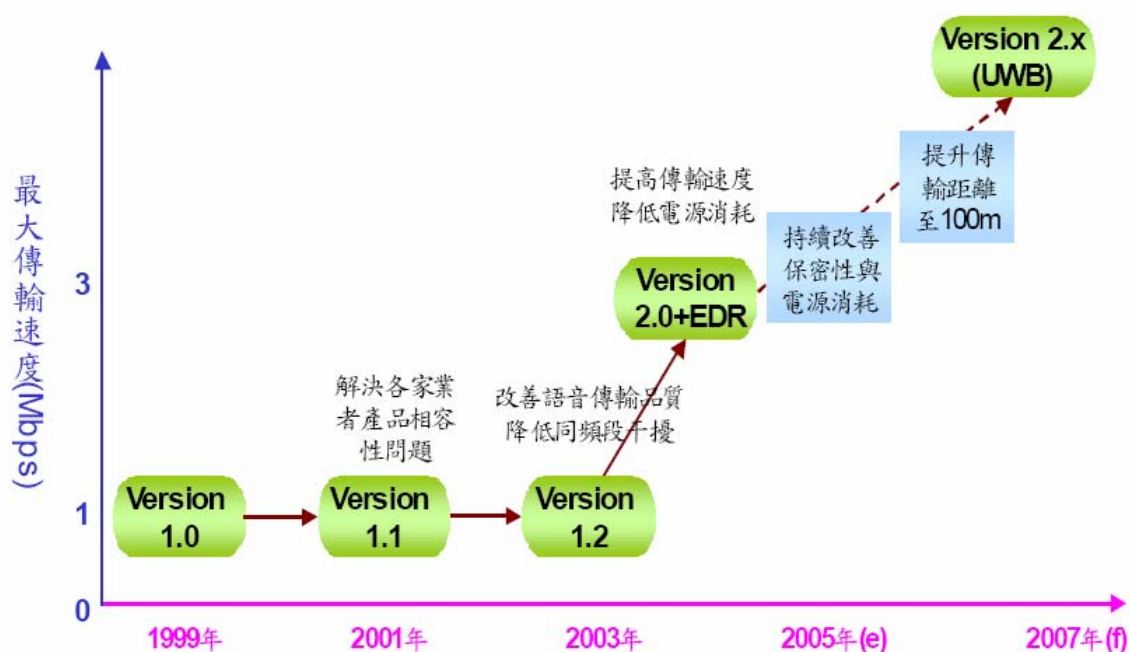 Version 2.x
(UWB)
提升傳
輸距離
至100m
提高傳輸速度
降低電源消耗
持續改善
保密性與
電源消耗
Version
2.0+EDR
最大傳輸速度(Mbps)
3
解決各家業
者產品相容
性問題
改善語音傳輸品質
降低同頻段干擾
1
Version
1.0
Version
1.1
Version
1.2
0
1999年
2001年
2003年
2005年(e)
2007年(f)